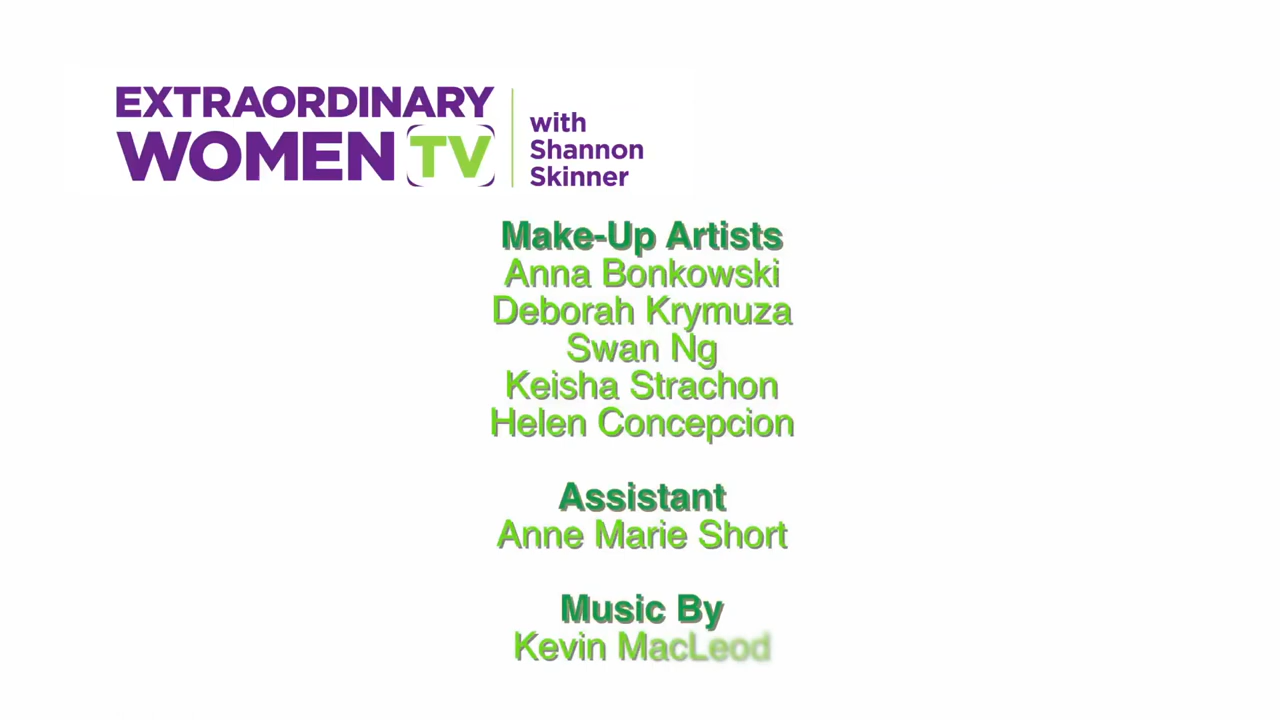 EXTRAORDINARY
WOMEN TV
with
Shannon
Skinner
Make-Up Artists
Anna Bonkowski
Deborah Krymuza
Swan Ng
Keisha Strachon
Helen Concepcion
Assistant
Anne Marie Short
Music By
Kevin MacLeod